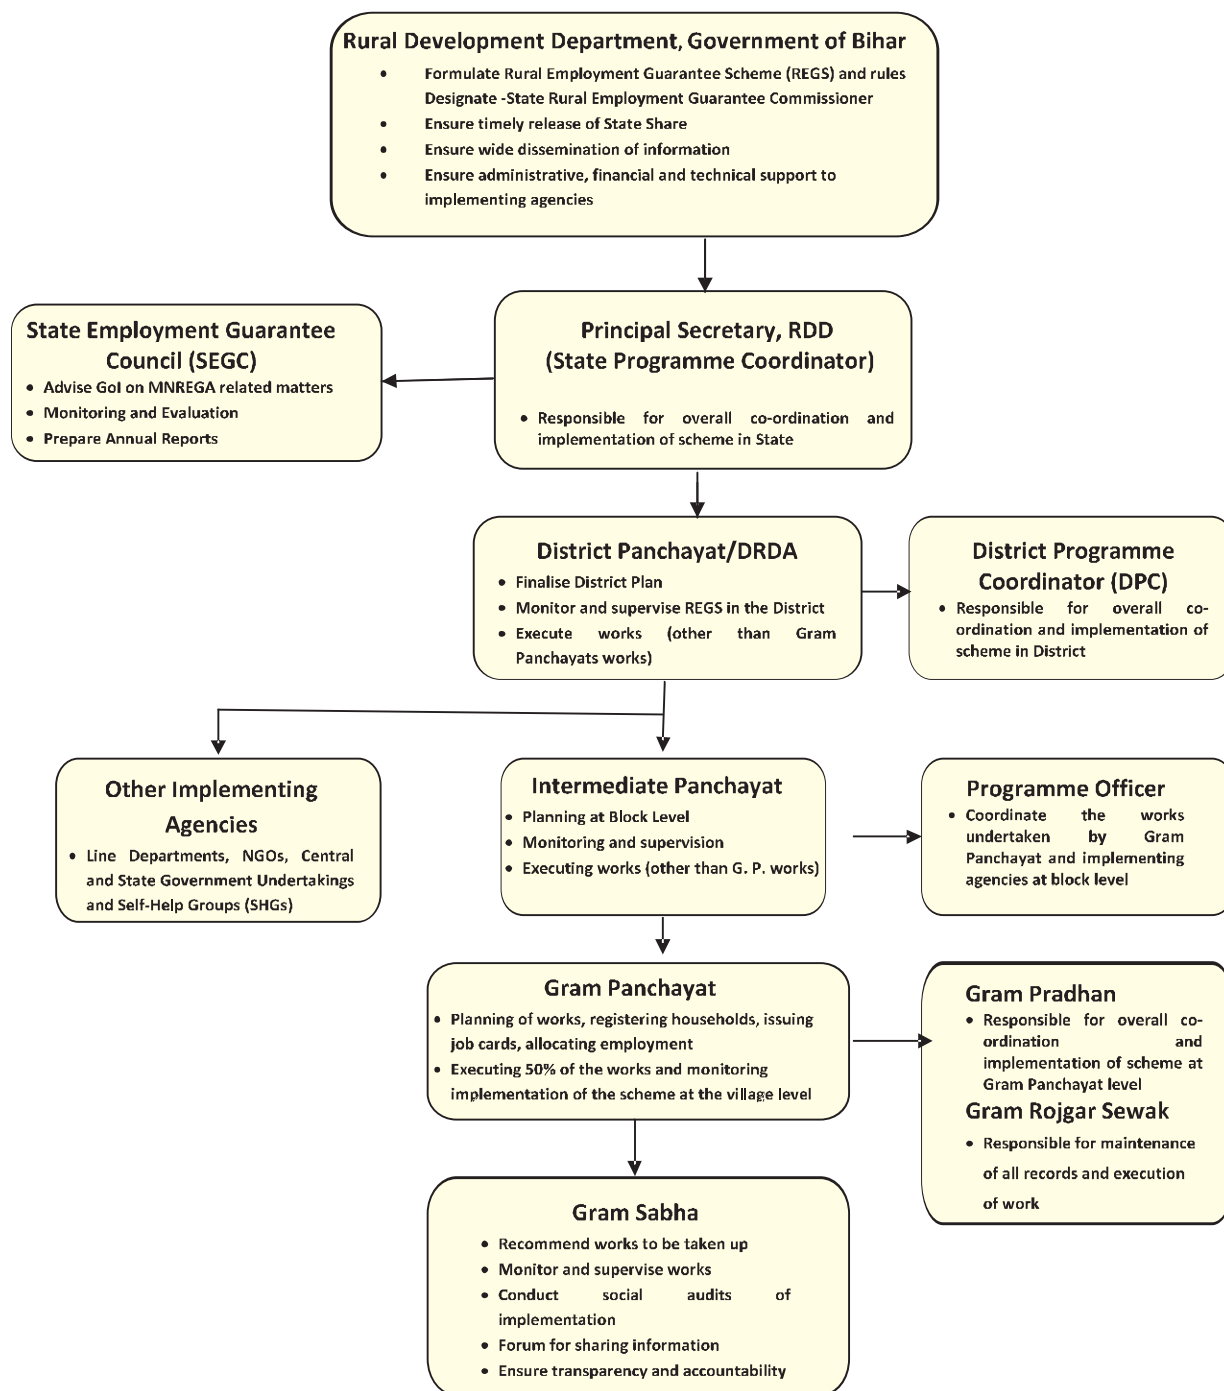 Rural Development Department, Government of Bihar
• Formulate Rural Employment Guarantee Scheme (REGS) and rules
Designate -State Rural Employment Guarantee Commissioner
• Ensure timely release of State Share
• Ensure wide dissemination of information
• Ensure administrative, financial and technical support to
implementing agencies
State Employment Guarantee
Council (SEGC)
• Advise GoI on MNREGA related matters
• Monitoring and Evaluation
• Prepare Annual Reports
Principal Secretary, RDD
(State Programme Coordinator)
• Responsible for overall co-ordination and
implementation of scheme in State
District Panchayat/DRDA
• Finalise District Plan
• Monitor and supervise REGS in the District
• Execute works (other than Gram
Panchayats works)
District Programme
Coordinator (DPC)
• Responsible for overall co-
ordination and implementation of
scheme in District
Other Implementing
Agencies
• Line Departments, NGOs, Central
and State Government Undertakings
and Self-Help Groups (SHGs)
Intermediate Panchayat
• Planning at Block Level
• Monitoring and supervision
• Executing works (other than G. P. works)
Programme Officer
• Coordinate the works
undertaken by Gram
Panchayat and implementing
agencies at block level
Gram Panchayat
• Planning of works, registering households, issuing
job cards, allocating employment
• Executing 50% of the works and monitoring
implementation of the scheme at the village level
Gram Pradhan
• Responsible for overall co-
ordination and
implementation of scheme at
Gram Panchayat level
Gram Rojgar Sewak
• Responsible for maintenance
of all records and execution
of work
Gram Sabha
• Recommend works to be taken up
• Monitor and supervise works
• Conduct social audits of
implementation
• Forum for sharing information
• Ensure transparency and accountability